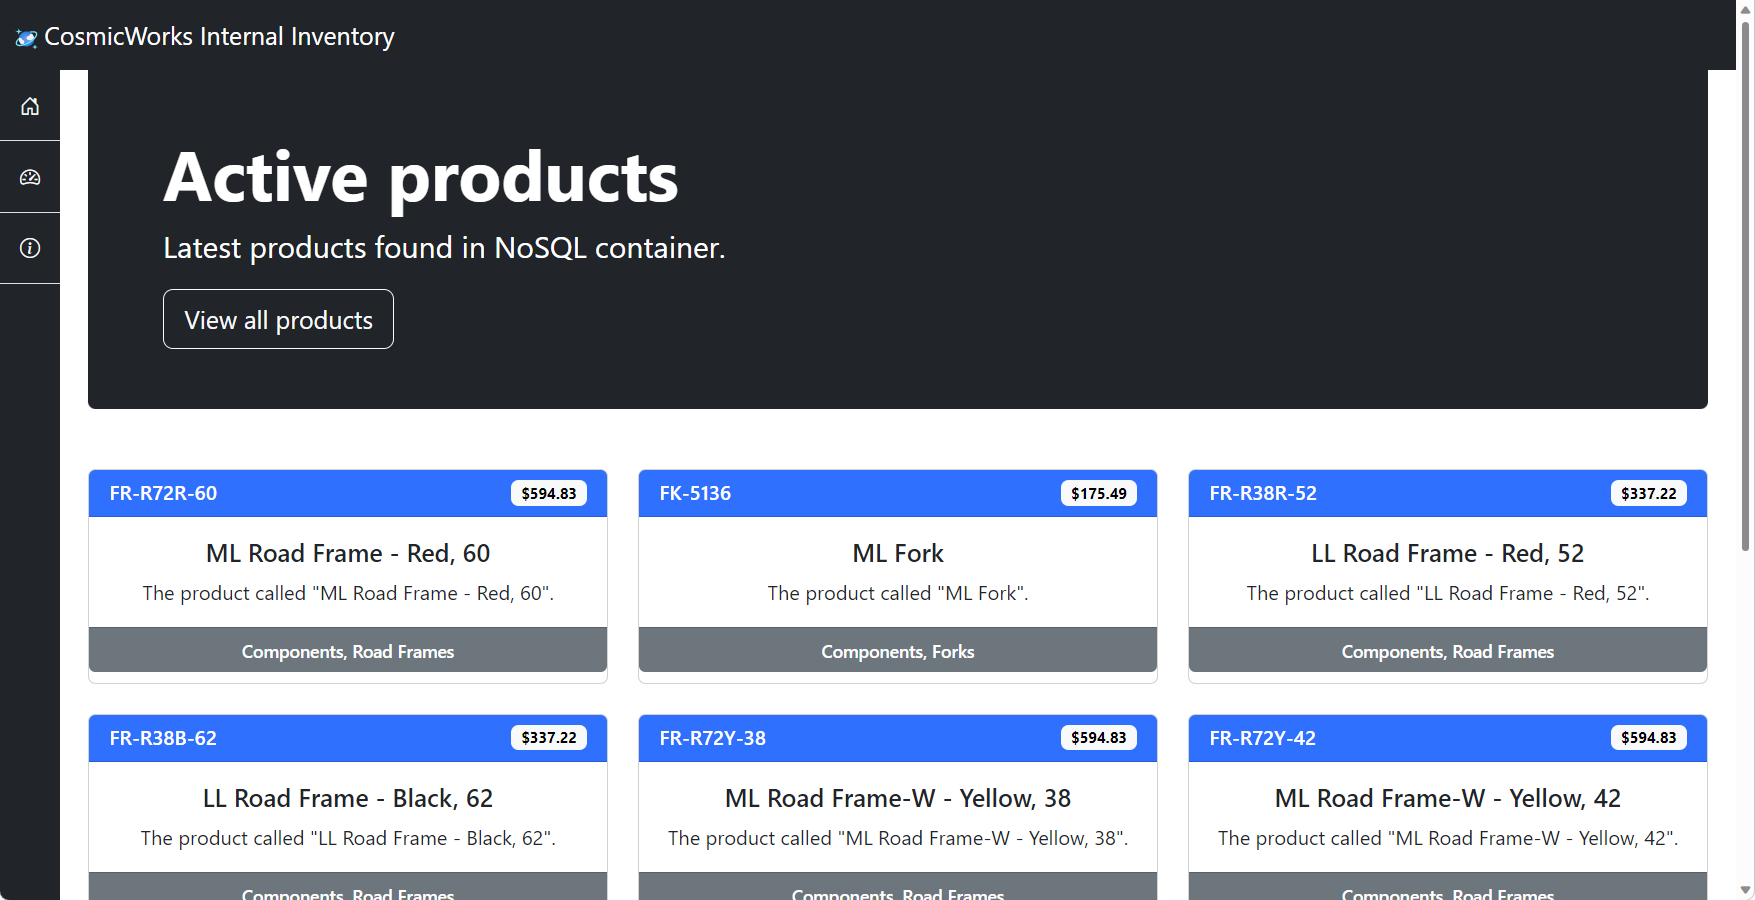 CosmicWorks Internal Inventory
Active products
Latest products found in NoSQL container.
View all products
FR-R72R-60 $594.83
ML Road Frame - Red, 60
The product called "ML Road Frame - Red, 60".
Components, Road Frames
FK-5136 $175.49
ML Fork
The product called "ML Fork".
Components, Forks
FR-R38R-52 $337.22
LL Road Frame - Red, 52
The product called "LL Road Frame - Red, 52".
Components, Road Frames
FR-R38B-62 $337.22
LL Road Frame - Black, 62
The product called "LL Road Frame - Black, 62".
Components, Road Frames
FR-R72Y-38 $594.83
ML Road Frame-W - Yellow, 38
The product called "ML Road Frame-W - Yellow, 38".
Components, Road Frames
FR-R72Y-42 $594.83
ML Road Frame-W - Yellow, 42
The product called "ML Road Frame-W - Yellow, 42".
Components, Road Frames